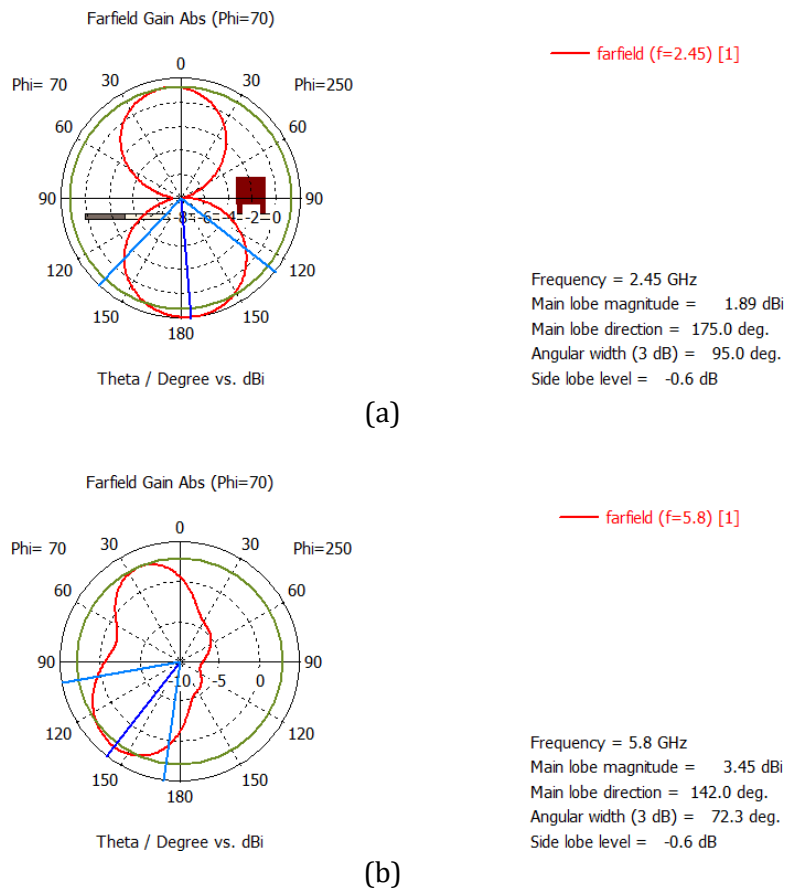 Farfield Gain Abs (Phi=70)
farfield (f=2.45) [1]
0
30 30
Phi= 70 Phi=250
60 60
90 90
-8 -6 -4 -2 0
120 120
150 150
180
Theta / Degree vs. dBi
Frequency = 2.45 GHz
Main lobe magnitude = 1.89 dBi
Main lobe direction = 175.0 deg.
Angular width (3 dB) = 95.0 deg.
Side lobe level = -0.6 dB
(a)
Farfield Gain Abs (Phi=70)
farfield (f=5.8) [1]
0
30 30
Phi= 70 Phi=250
60 60
90 90
-10 -5 0
120 120
150 150
180
Theta / Degree vs. dBi
Frequency = 5.8 GHz
Main lobe magnitude = 3.45 dBi
Main lobe direction = 142.0 deg.
Angular width (3 dB) = 72.3 deg.
Side lobe level = -0.6 dB
(b)